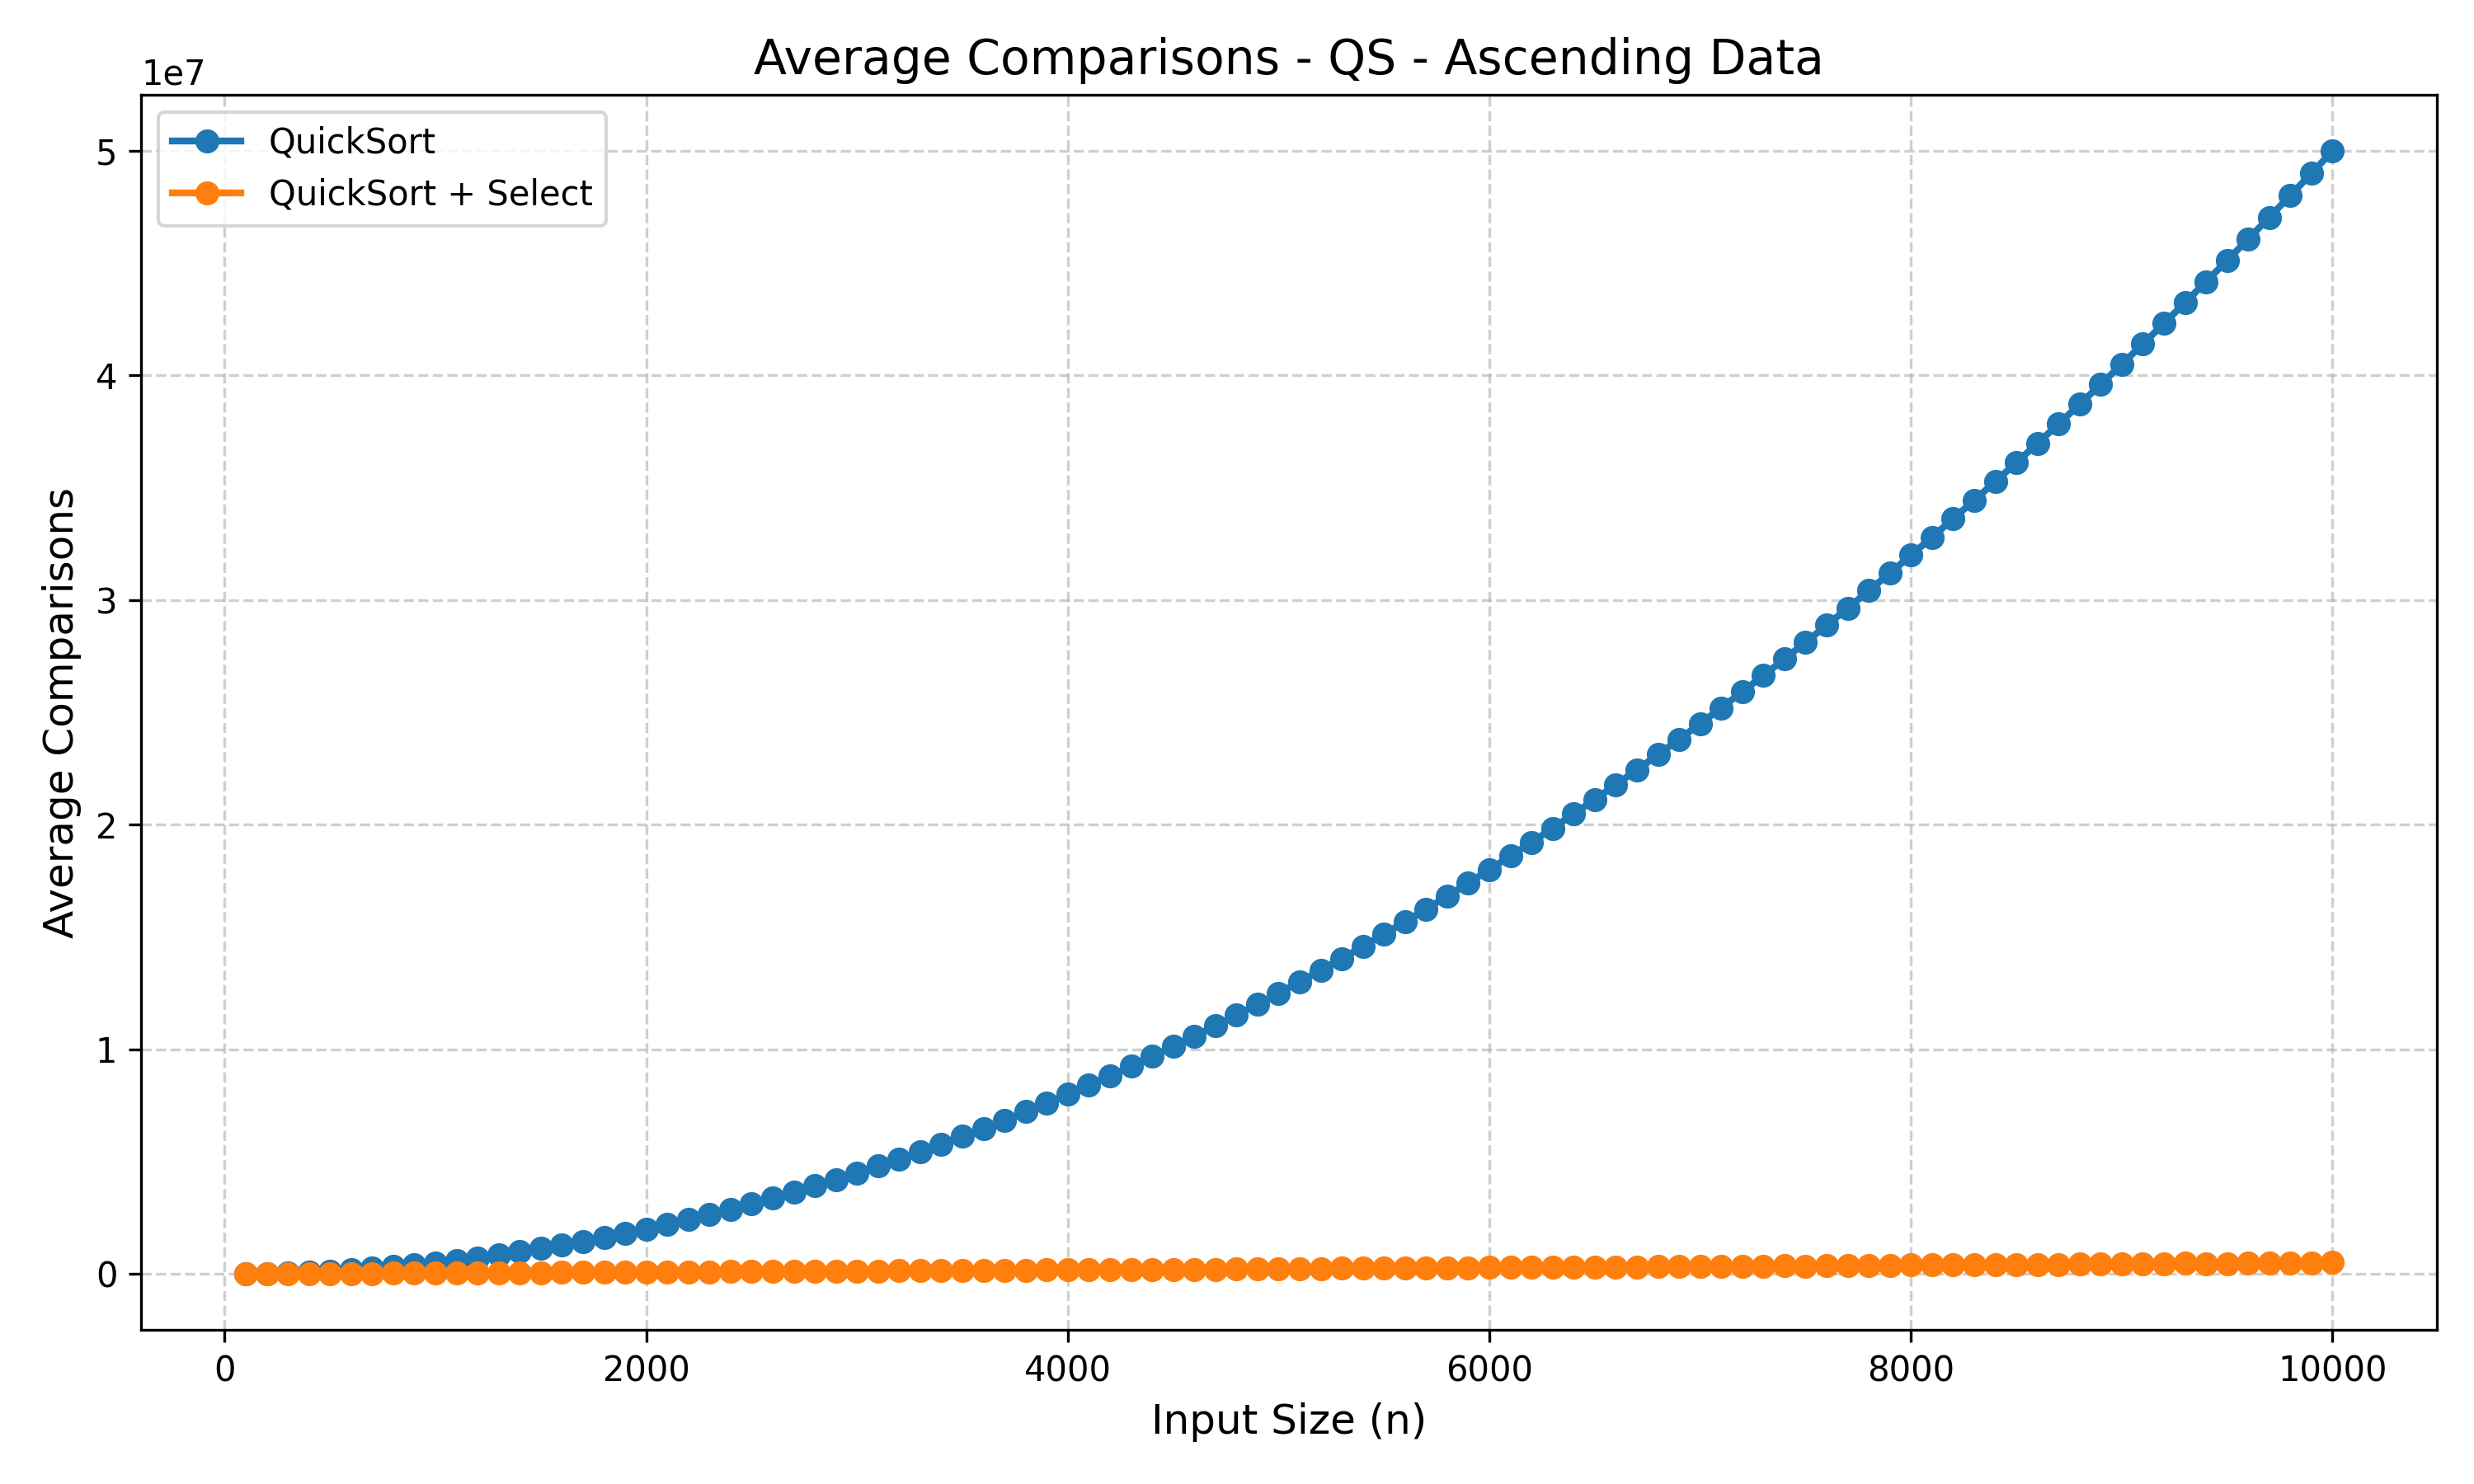 Average Comparisons - QS - Ascending Data
1e7
QuickSort
QuickSort + Select
5
4
3
2
1
0
Average Comparisons
0 2000 4000 6000 8000 10000
Input Size (n)